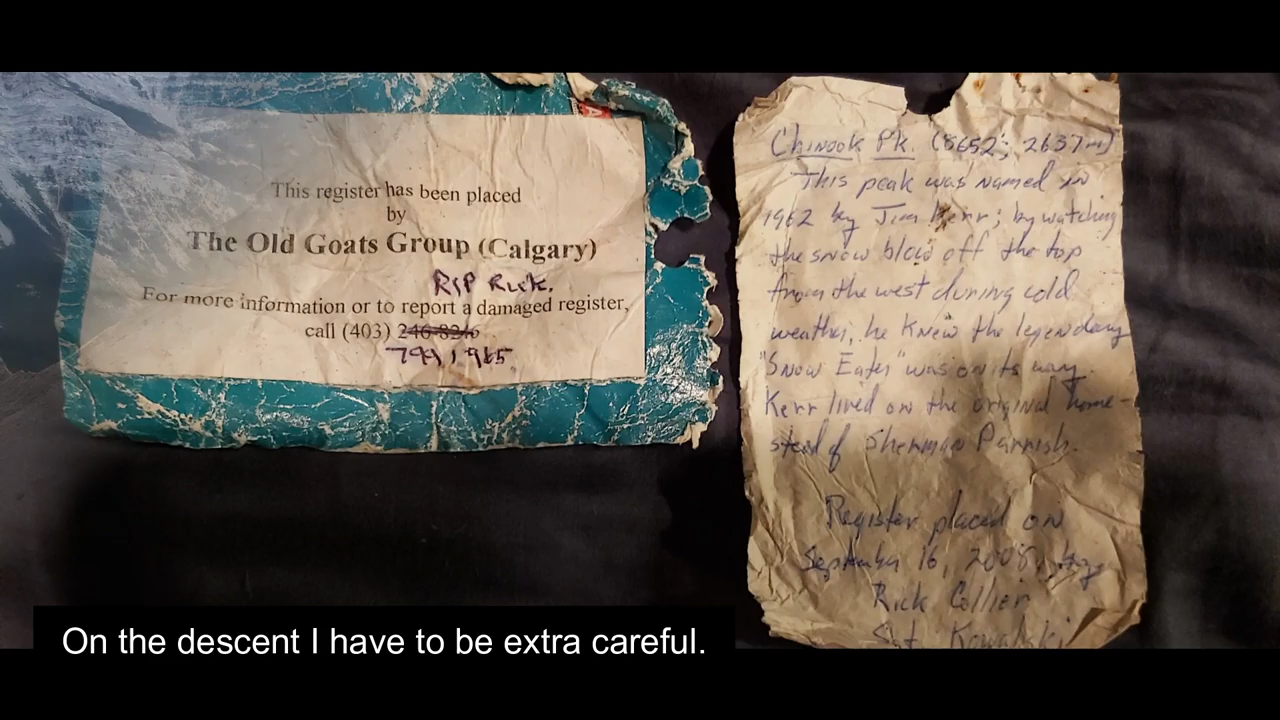 This register has been placed
by
The Old Goats Group (Calgary)
RIP Rick.
For more information or to report a damaged register,
call (403) 246-8216
799 1965
Chinook Pk. (8652'; 2637m)
This peak was named in
1962 by Jim Kerr; by watching
the snow blow off the top
from the west during cold
weather, he knew the legendary
"Snow Eater" was on its way.
Kerr lived on the original home-
stead of Sherman Parrish.
Register placed on
September 16, 2008, by
Rick Collier
Sgt. Kowalski
On the descent I have to be extra careful.